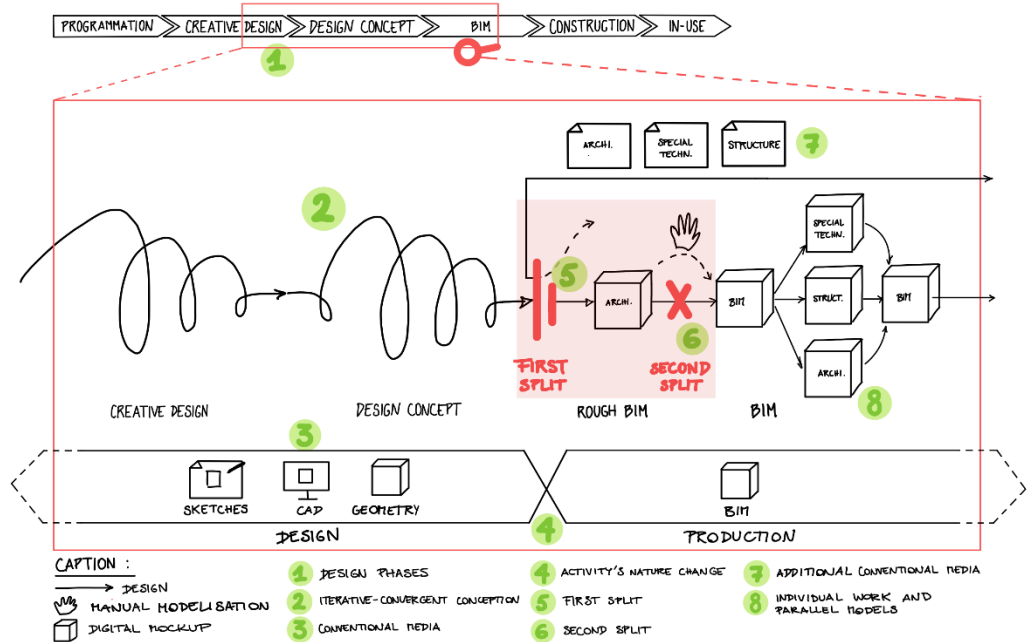 PROGRAMMATION
CREATIVE DESIGN
DESIGN CONCEPT
BIM
CONSTRUCTION
IN-USE
1
ARCHI.
SPECIAL
TECHN.
STRUCTURE
7
2
SPECIAL
TECHN.
5
ARCHI.
BIM
STRUCT.
BIM
6
FIRST
SPLIT
SECOND
SPLIT
ARCHI.
8
CREATIVE DESIGN
DESIGN CONCEPT
ROUGH BIM
BIM
3
SKETCHES
CAD
GEOMETRY
BIM
4
DESIGN
PRODUCTION
CAPTION :
DESIGN
MANUAL MODELISATION
DIGITAL MOCKUP
1 DESIGN PHASES
2 ITERATIVE-CONVERGENT CONCEPTION
3 CONVENTIONAL MEDIA
4 ACTIVITY'S NATURE CHANGE
5 FIRST SPLIT
6 SECOND SPLIT
7 ADDITIONAL CONVENTIONAL MEDIA
8 INDIVIDUAL WORK AND
PARALLEL MODELS